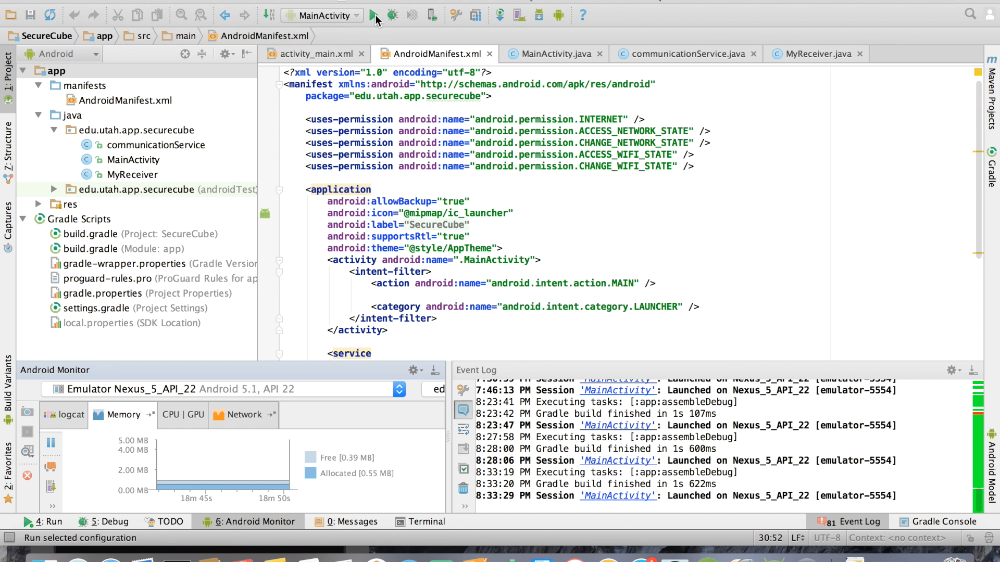 MainActivity
SecureCube app src main AndroidManifest.xml
1: Project
Z: Structure
Captures
Build Variants
2: Favorites
Android
app
manifests
AndroidManifest.xml
java
edu.utah.app.securecube
communicationService
MainActivity
MyReceiver
edu.utah.app.securecube (androidTest)
res
Gradle Scripts
build.gradle (Project: SecureCube)
build.gradle (Module: app)
gradle-wrapper.properties (Gradle Version
proguard-rules.pro (ProGuard Rules for ap
gradle.properties (Project Properties)
settings.gradle (Project Settings)
local.properties (SDK Location)
activity_main.xml AndroidManifest.xml MainActivity.java communicationService.java MyReceiver.java
<?xml version="1.0" encoding="utf-8"?>
<manifest xmlns:android="http://schemas.android.com/apk/res/android"
package="edu.utah.app.securecube">
<uses-permission android:name="android.permission.INTERNET" />
<uses-permission android:name="android.permission.ACCESS_NETWORK_STATE" />
<uses-permission android:name="android.permission.CHANGE_NETWORK_STATE" />
<uses-permission android:name="android.permission.ACCESS_WIFI_STATE" />
<uses-permission android:name="android.permission.CHANGE_WIFI_STATE" />
<application
android:allowBackup="true"
android:icon="@mipmap/ic_launcher"
android:label="SecureCube"
android:supportsRtl="true"
android:theme="@style/AppTheme">
<activity android:name=".MainActivity">
<intent-filter>
<action android:name="android.intent.action.MAIN" />
<category android:name="android.intent.category.LAUNCHER" />
</intent-filter>
</activity>
<service
Maven Projects
Gradle
Android Model
Android Monitor
Emulator Nexus_5_API_22 Android 5.1, API 22
ed
logcat Memory CPU | GPU Network
5.00 MB
4.00 MB
2.00 MB
0.00 MB
18m 45s 18m 50s
Free [0.39 MB]
Allocated [0.55 MB]
Event Log
7:46:13 PM Session 'MainActivity': Launched on Nexus_5_API_22 [emulator-5554]
8:23:41 PM Executing tasks: [:app:assembleDebug]
8:23:42 PM Gradle build finished in 1s 107ms
8:23:47 PM Session 'MainActivity': Launched on Nexus_5_API_22 [emulator-5554]
8:27:58 PM Executing tasks: [:app:assembleDebug]
8:28:00 PM Gradle build finished in 1s 600ms
8:28:06 PM Session 'MainActivity': Launched on Nexus_5_API_22 [emulator-5554]
8:33:19 PM Executing tasks: [:app:assembleDebug]
8:33:20 PM Gradle build finished in 1s 622ms
8:33:29 PM Session 'MainActivity': Launched on Nexus_5_API_22 [emulator-5554]
4: Run 5: Debug TODO 6: Android Monitor 0: Messages Terminal 81 Event Log Gradle Console
Run selected configuration 30:52 LF UTF-8 Context: <no context>